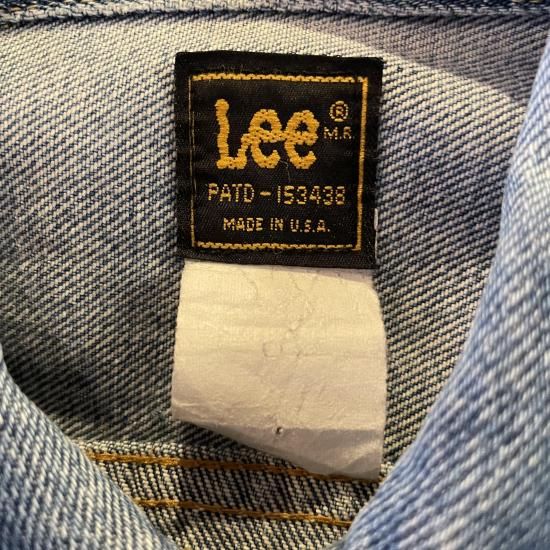 Lee ®
M.R.
PATD-153438
MADE IN U.S.A.